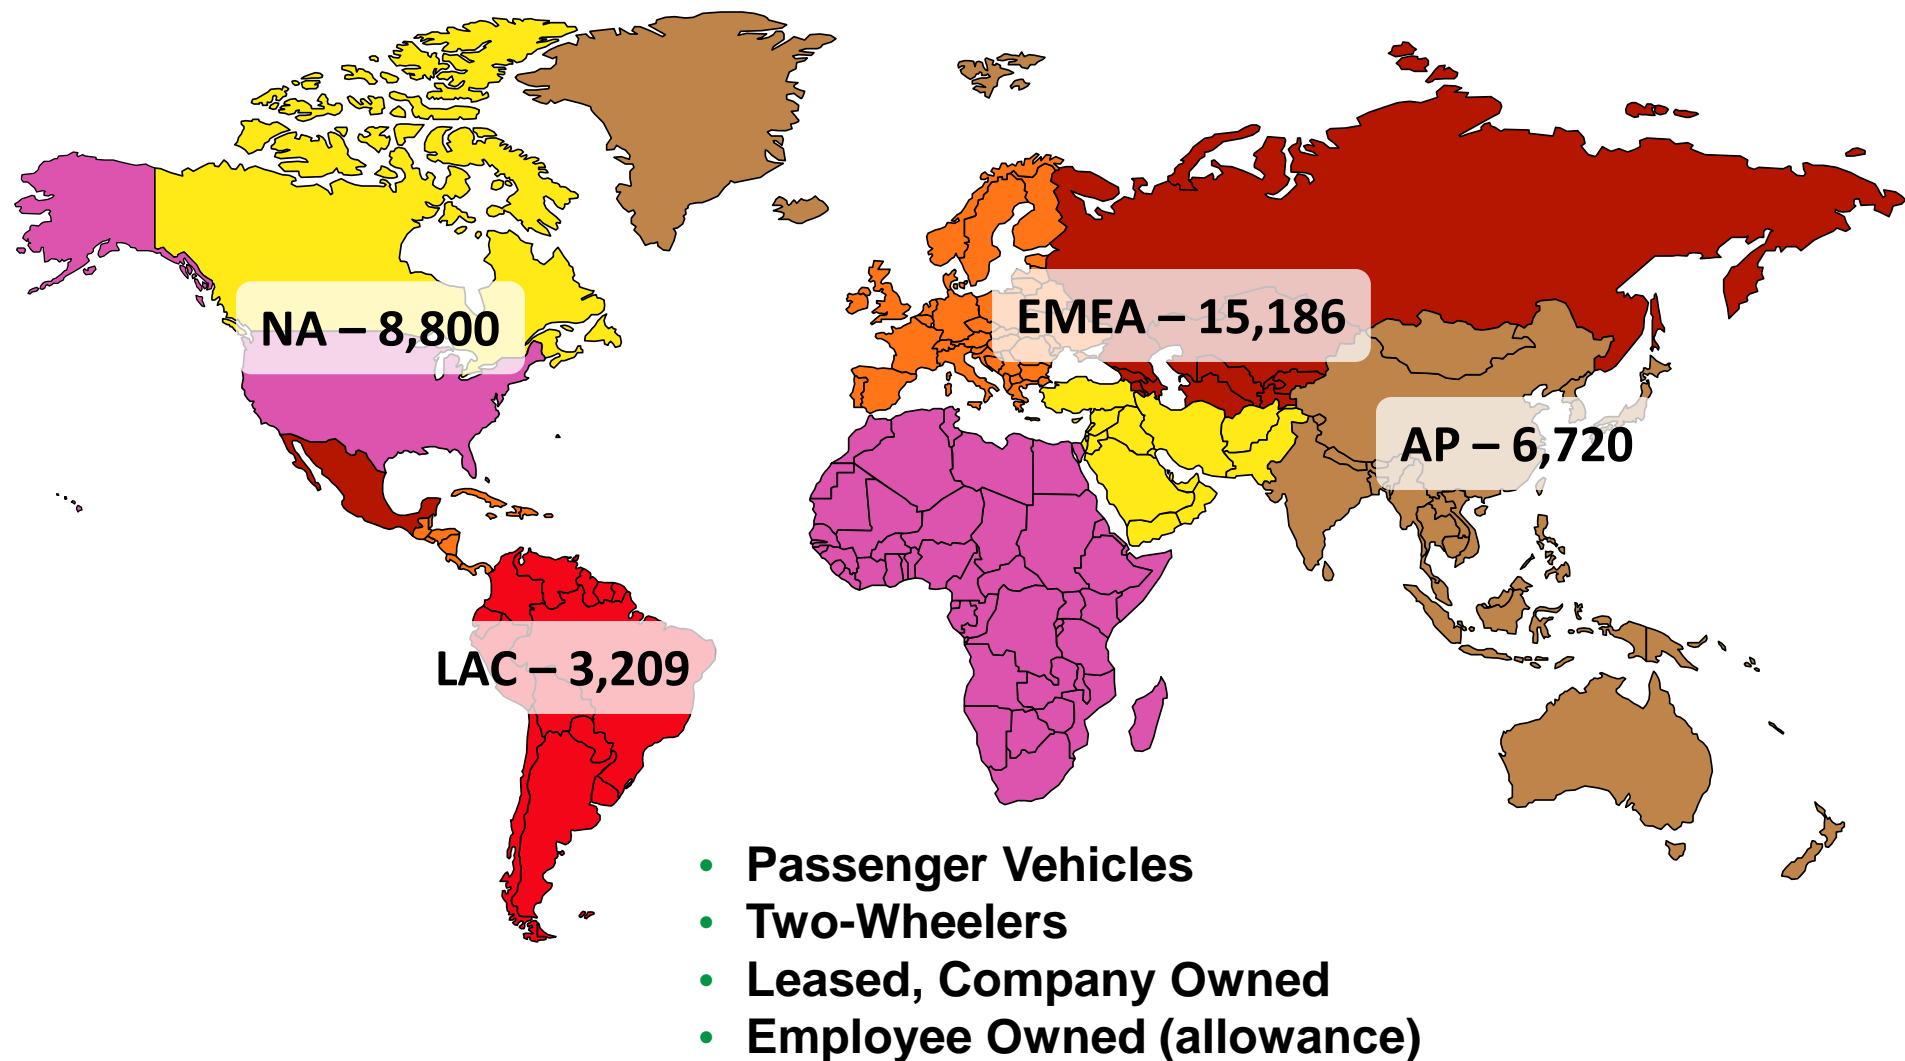 NA – 8,800
EMEA – 15,186
AP – 6,720
LAC – 3,209
• Passenger Vehicles
• Two-Wheelers
• Leased, Company Owned
• Employee Owned (allowance)